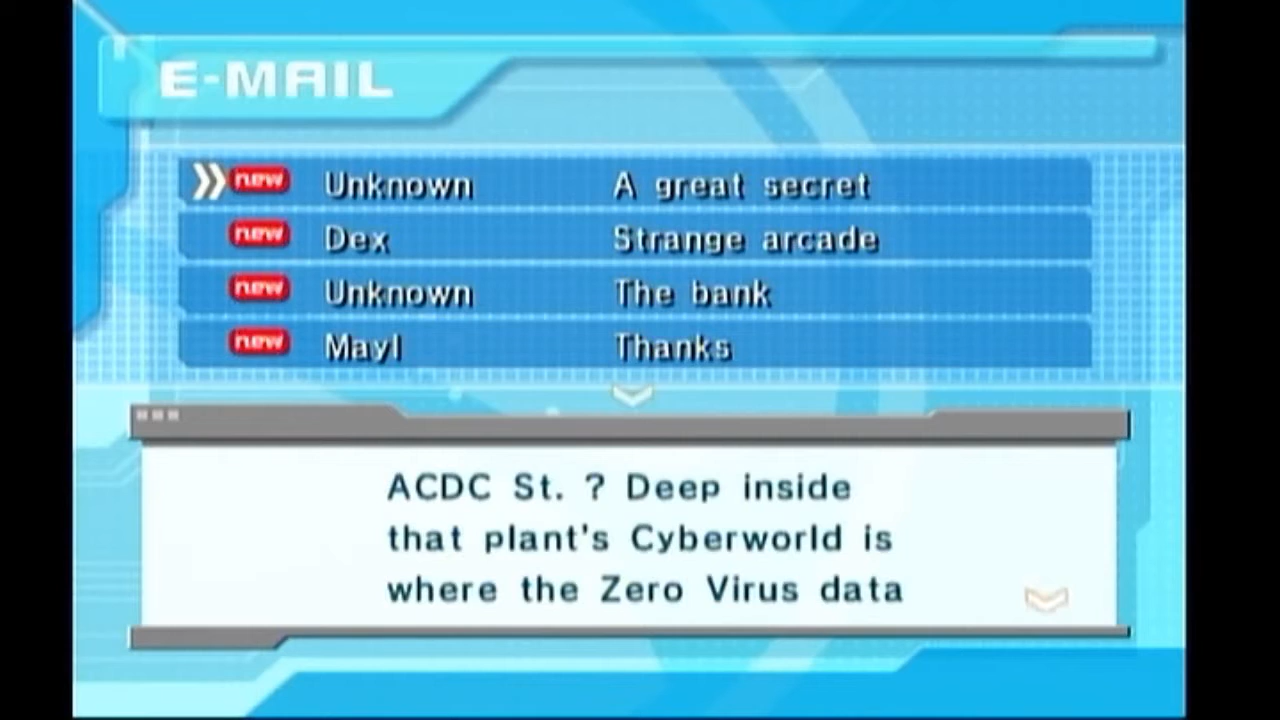 E-MAIL
new Unknown A great secret
new Dex Strange arcade
new Unknown The bank
new Mayl Thanks
ACDC St. ? Deep inside
that plant's Cyberworld is
where the Zero Virus data